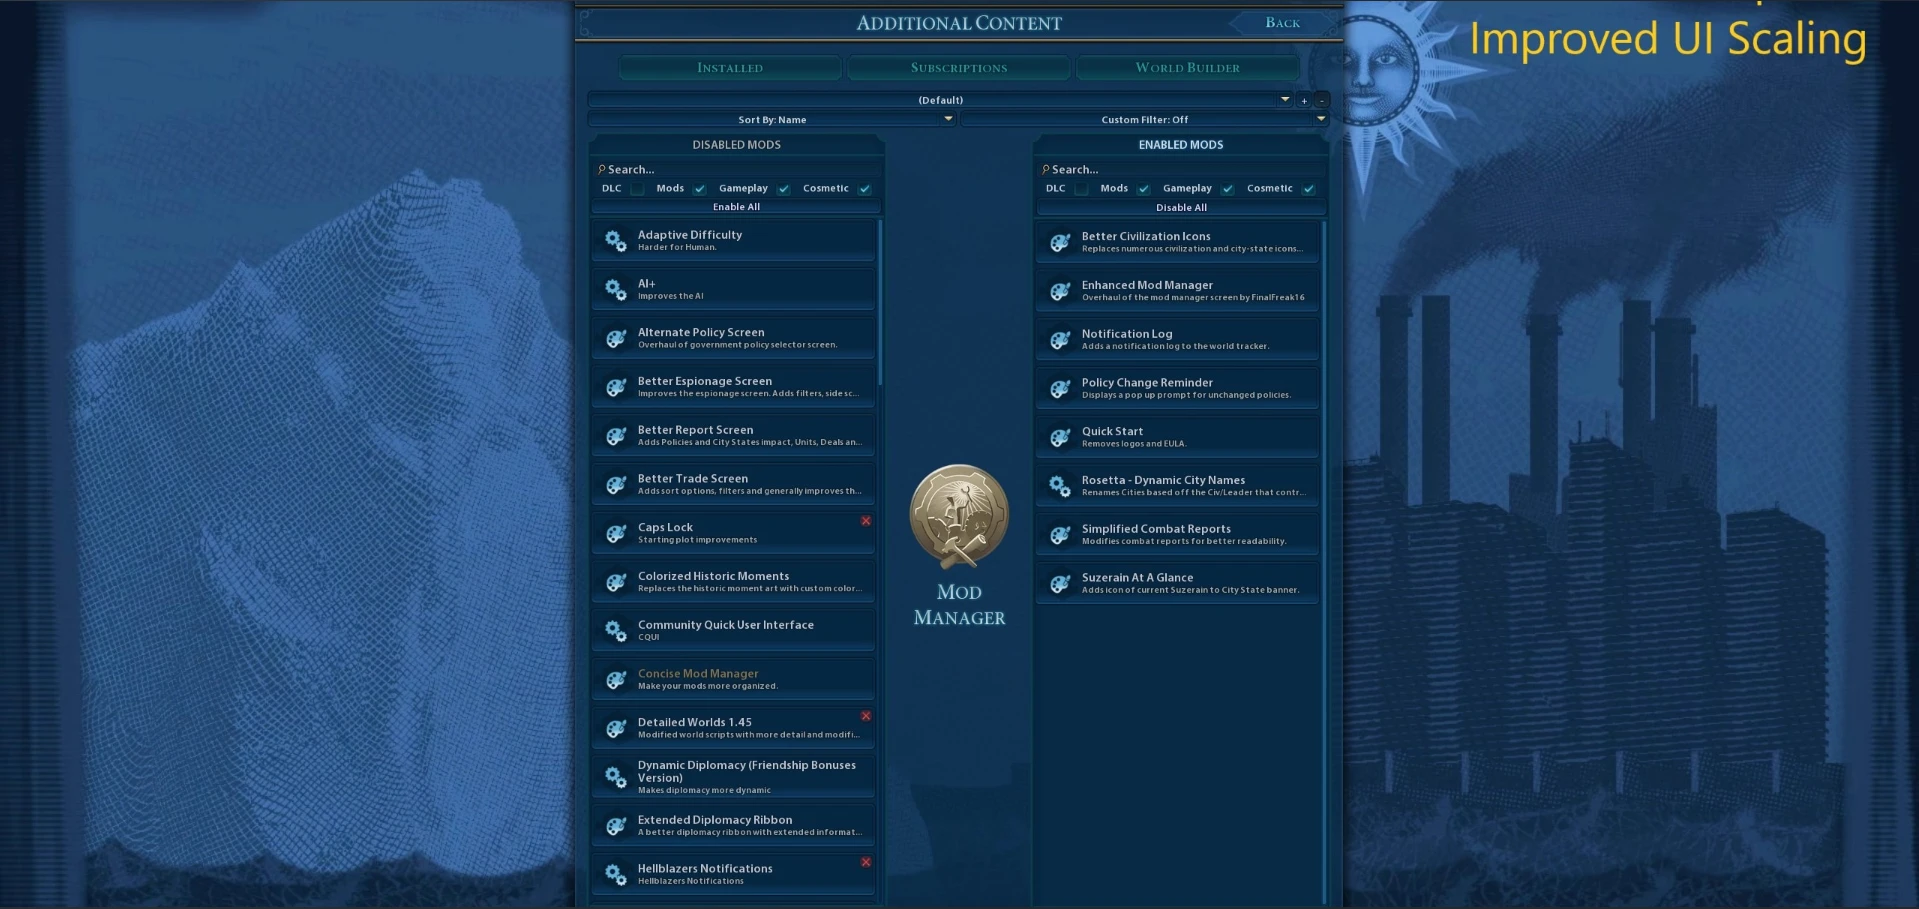 Additional Content
Back
Improved UI Scaling
Installed
Subscriptions
World Builder
(Default)
+
-
Sort By: Name
Custom Filter: Off
DISABLED MODS
Search...
DLC
Mods
Gameplay
Cosmetic
Enable All
Adaptive Difficulty
Harder for Human.
AI+
Improves the AI
Alternate Policy Screen
Overhaul of government policy selector screen.
Better Espionage Screen
Improves the espionage screen. Adds filters, side sc...
Better Report Screen
Adds Policies and City States impact, Units, Deals an...
Better Trade Screen
Adds sort options, filters and generally improves th...
Caps Lock
Starting plot improvements
Colorized Historic Moments
Replaces the historic moment art with custom color...
Community Quick User Interface
CQUI
Concise Mod Manager
Make your mods more organized.
Detailed Worlds 1.45
Modified world scripts with more detail and modifi...
Dynamic Diplomacy (Friendship Bonuses
Version)
Makes diplomacy more dynamic
Extended Diplomacy Ribbon
A better diplomacy ribbon with extended informat...
Hellblazers Notifications
Hellblazers Notifications
Mod
Manager
ENABLED MODS
Search...
DLC
Mods
Gameplay
Cosmetic
Disable All
Better Civilization Icons
Replaces numerous civilization and city-state icons...
Enhanced Mod Manager
Overhaul of the mod manager screen by FinalFreak16
Notification Log
Adds a notification log to the world tracker.
Policy Change Reminder
Displays a pop up prompt for unchanged policies.
Quick Start
Removes logos and EULA.
Rosetta - Dynamic City Names
Renames Cities based off the Civ/Leader that contr...
Simplified Combat Reports
Modifies combat reports for better readability.
Suzerain At A Glance
Adds icon of current Suzerain to City State banner.